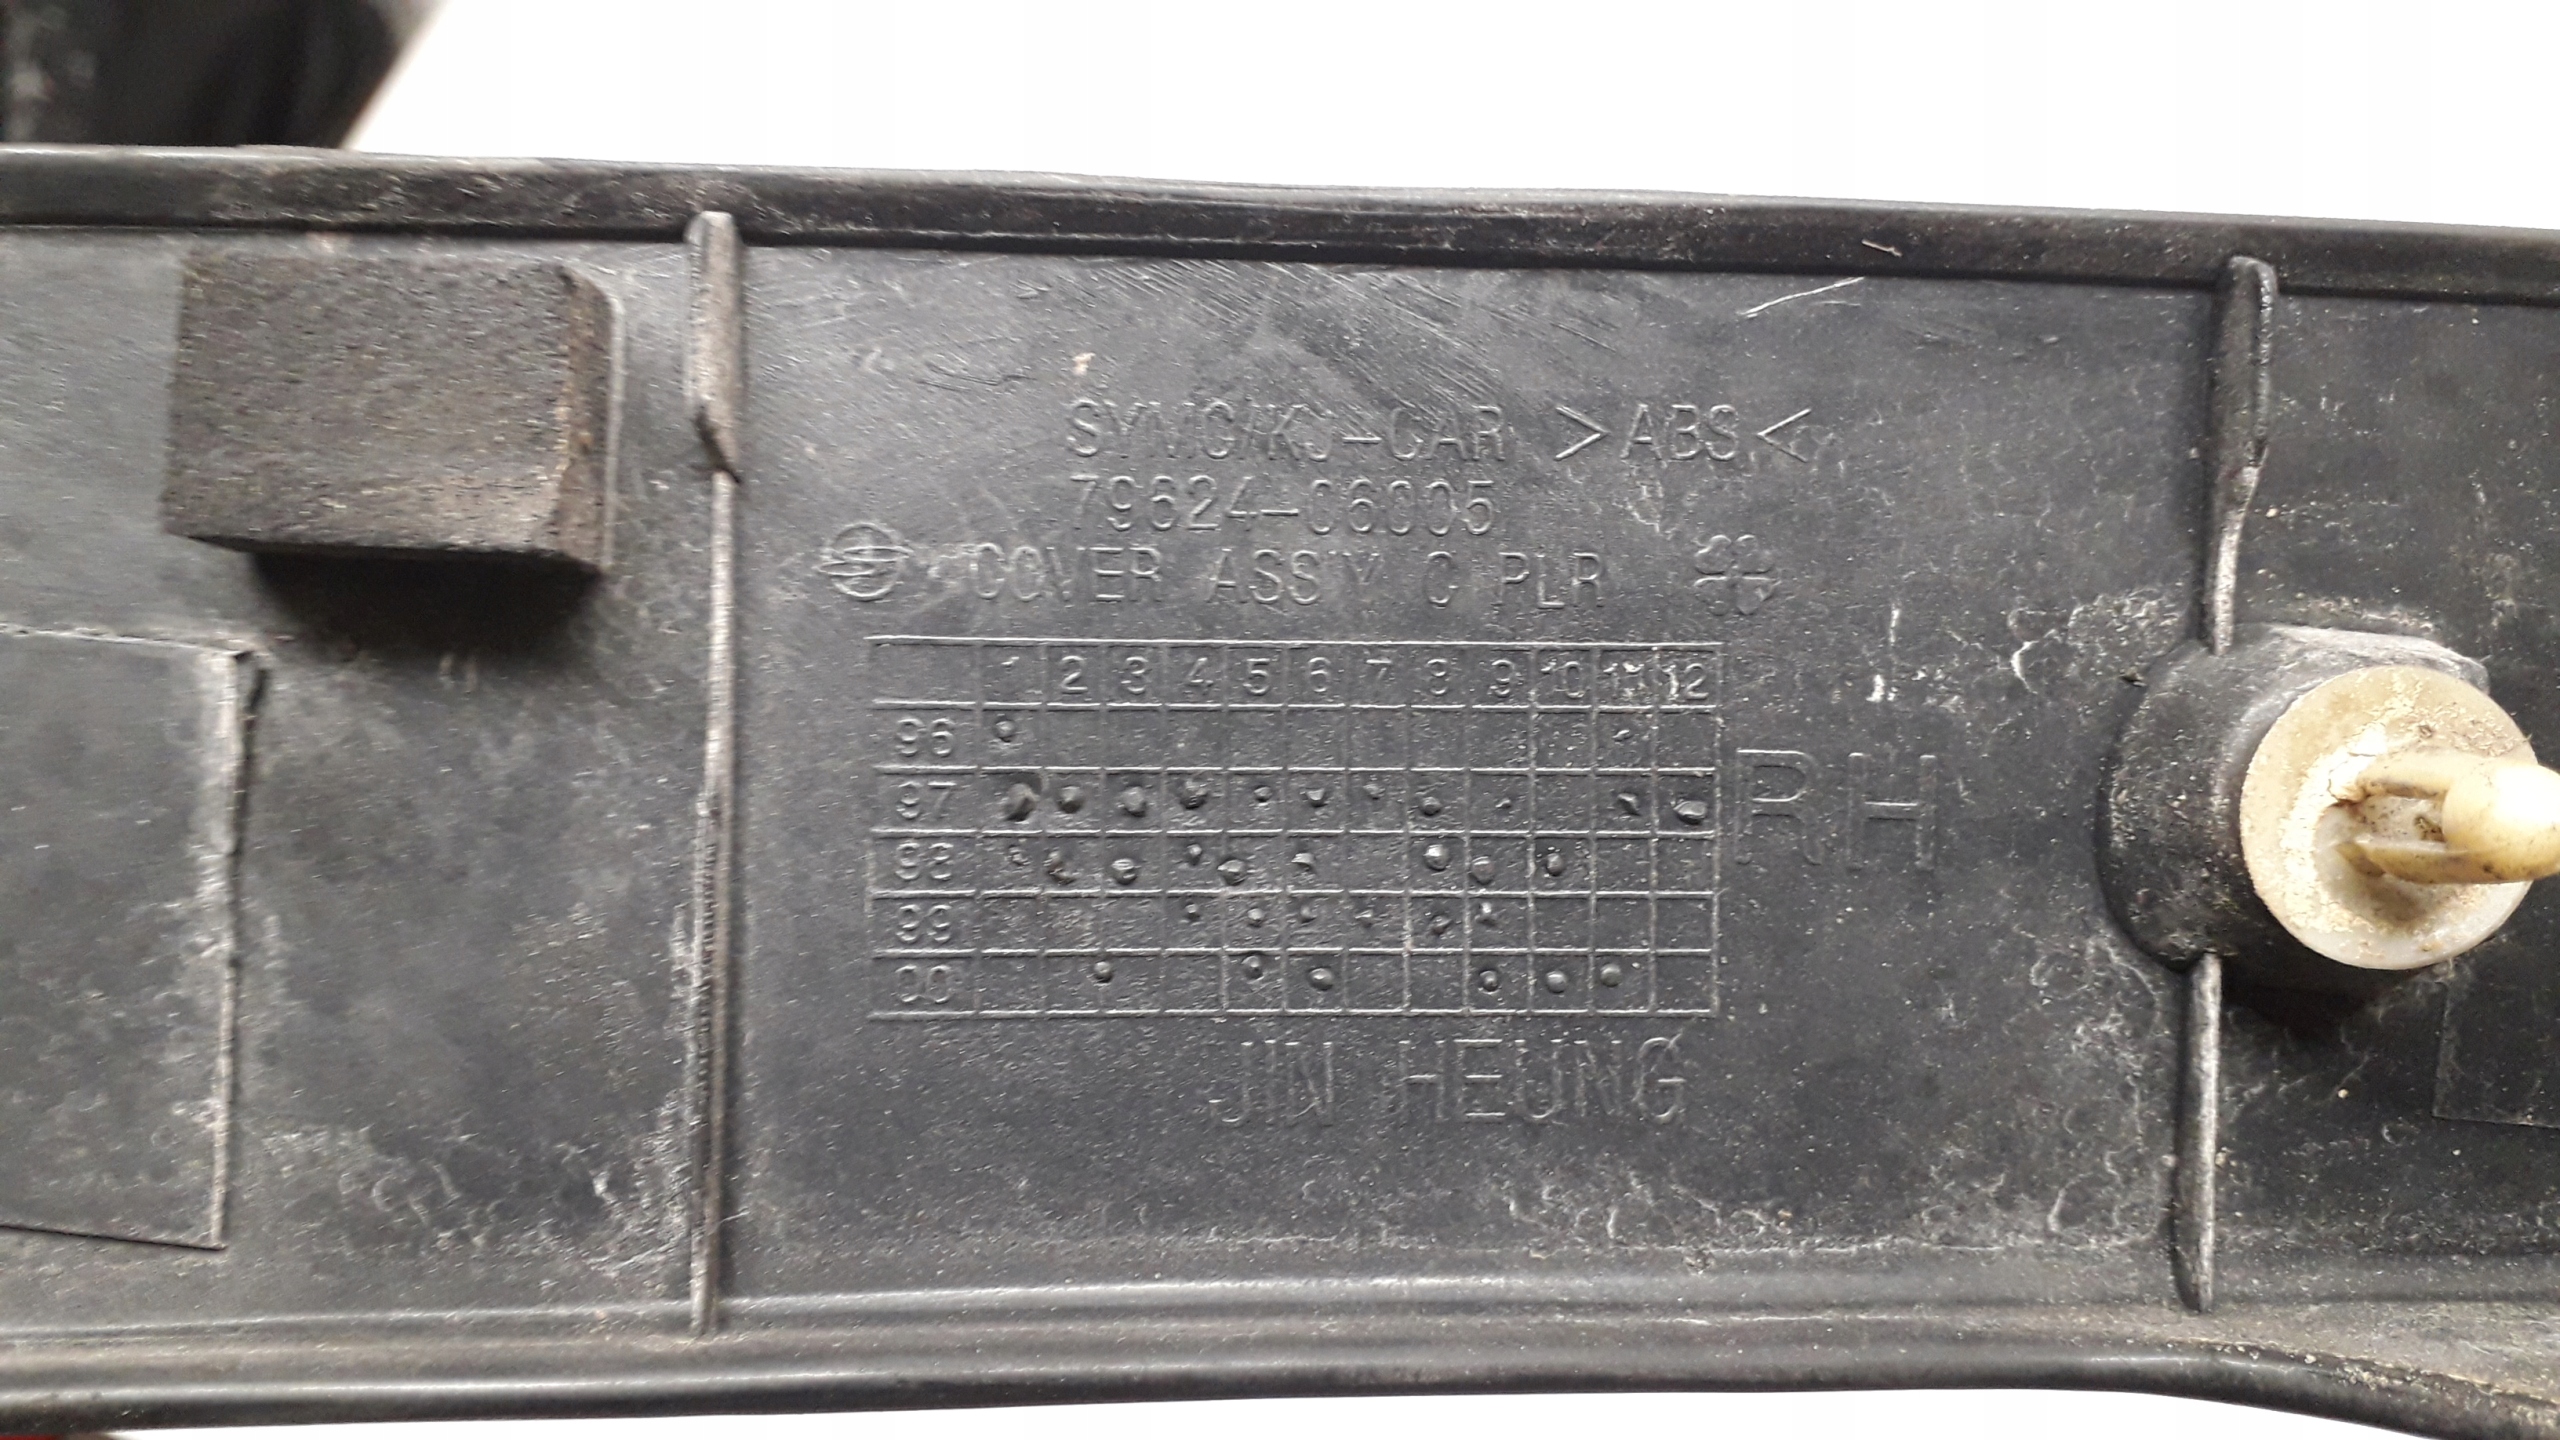 SYMC/KJ-CAR >ABS<
79624-06005
COVER ASS'Y C PLR
1 2 3 4 5 6 7 8 9 10 11 12
96
97
98
99
00
RH
JIN HEUNG